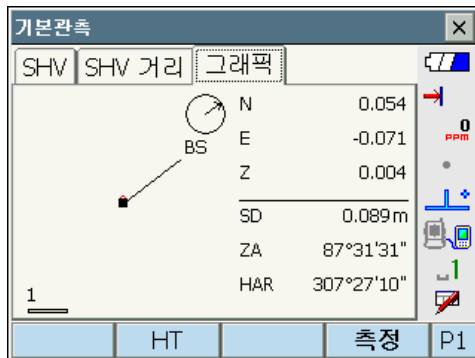 기본관측
SHV SHV 거리 그래픽
BS
N 0.054
E -0.071
Z 0.004
SD 0.089m
ZA 87°31'31"
HAR 307°27'10"
1
0
PPM
1
HT 측정 P1